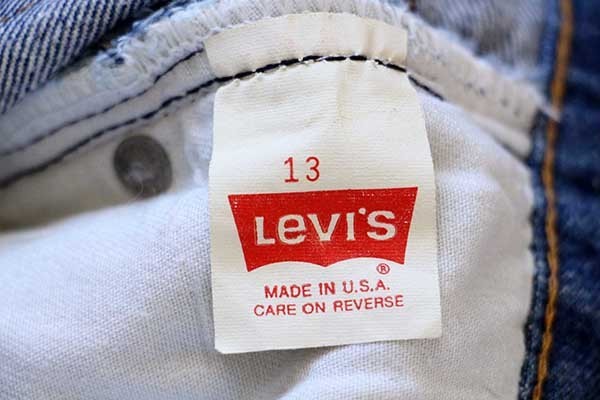 13
Levi's
®
MADE IN U.S.A.
CARE ON REVERSE